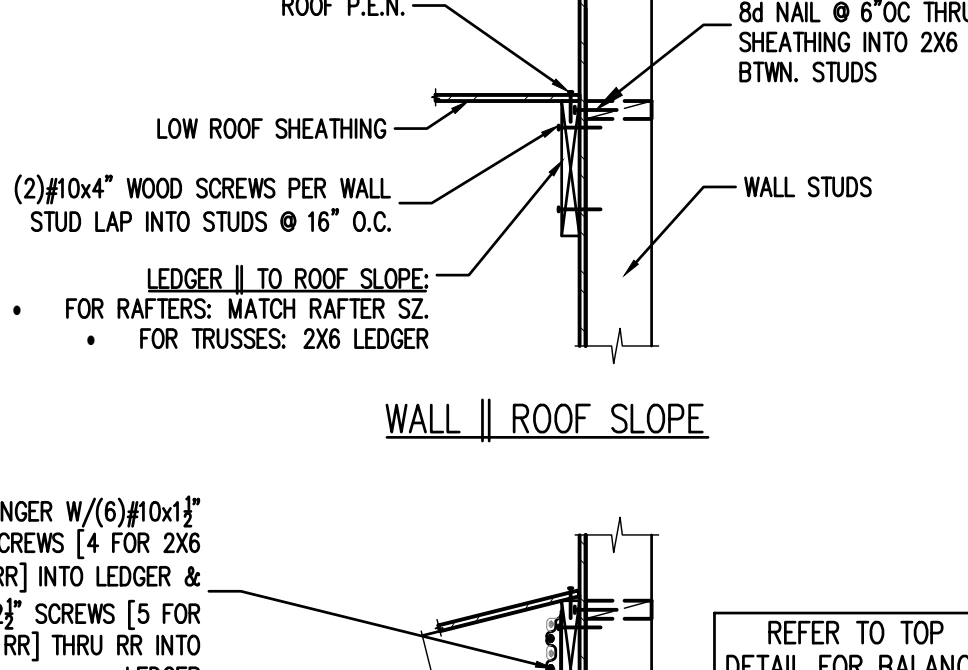 ROOF P.E.N.
8d NAIL @ 6"OC THRU
SHEATHING INTO 2X6
BTWN. STUDS
LOW ROOF SHEATHING
(2)#10x4" WOOD SCREWS PER WALL
STUD LAP INTO STUDS @ 16" O.C.
WALL STUDS
LEDGER || TO ROOF SLOPE:
• FOR RAFTERS: MATCH RAFTER SZ.
• FOR TRUSSES: 2X6 LEDGER
WALL || ROOF SLOPE
NGER W/(6)#10x1½"
CREWS [4 FOR 2X6
RR] INTO LEDGER &
2½" SCREWS [5 FOR
RR] THRU RR INTO
LEDGER
REFER TO TOP
DETAIL FOR BALANC